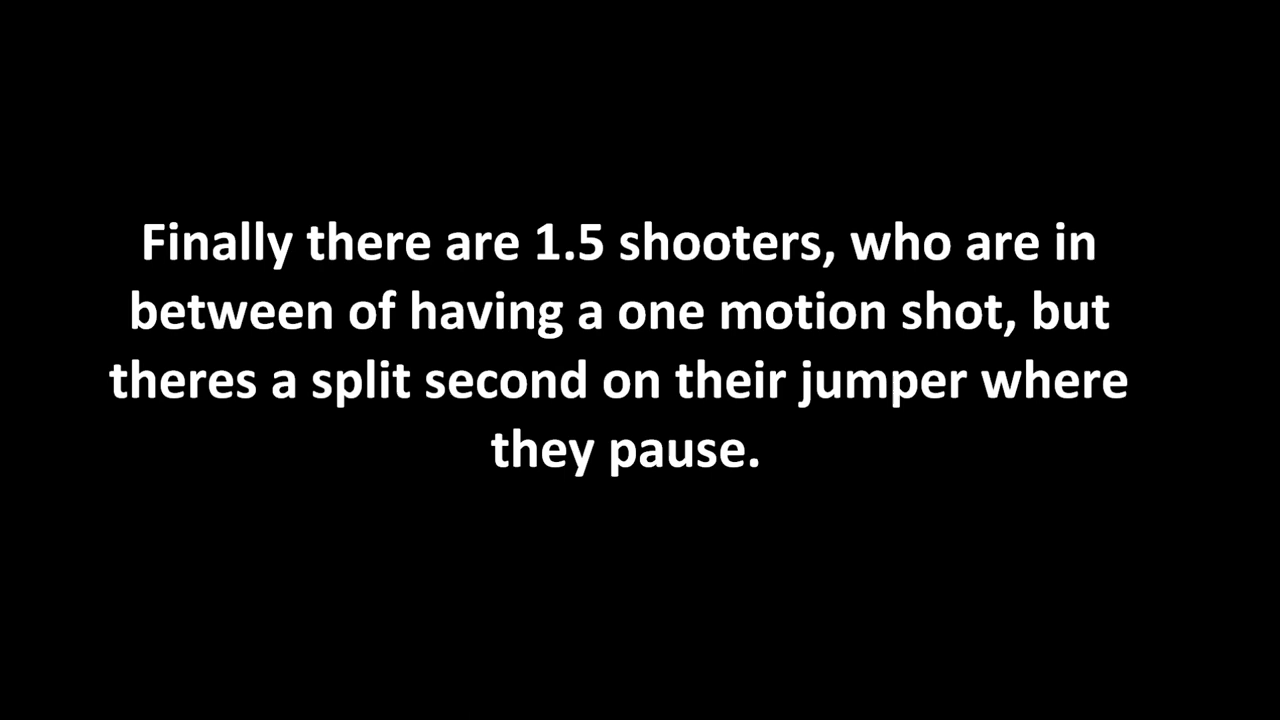 Finally there are 1.5 shooters, who are in
between of having a one motion shot, but
theres a split second on their jumper where
they pause.